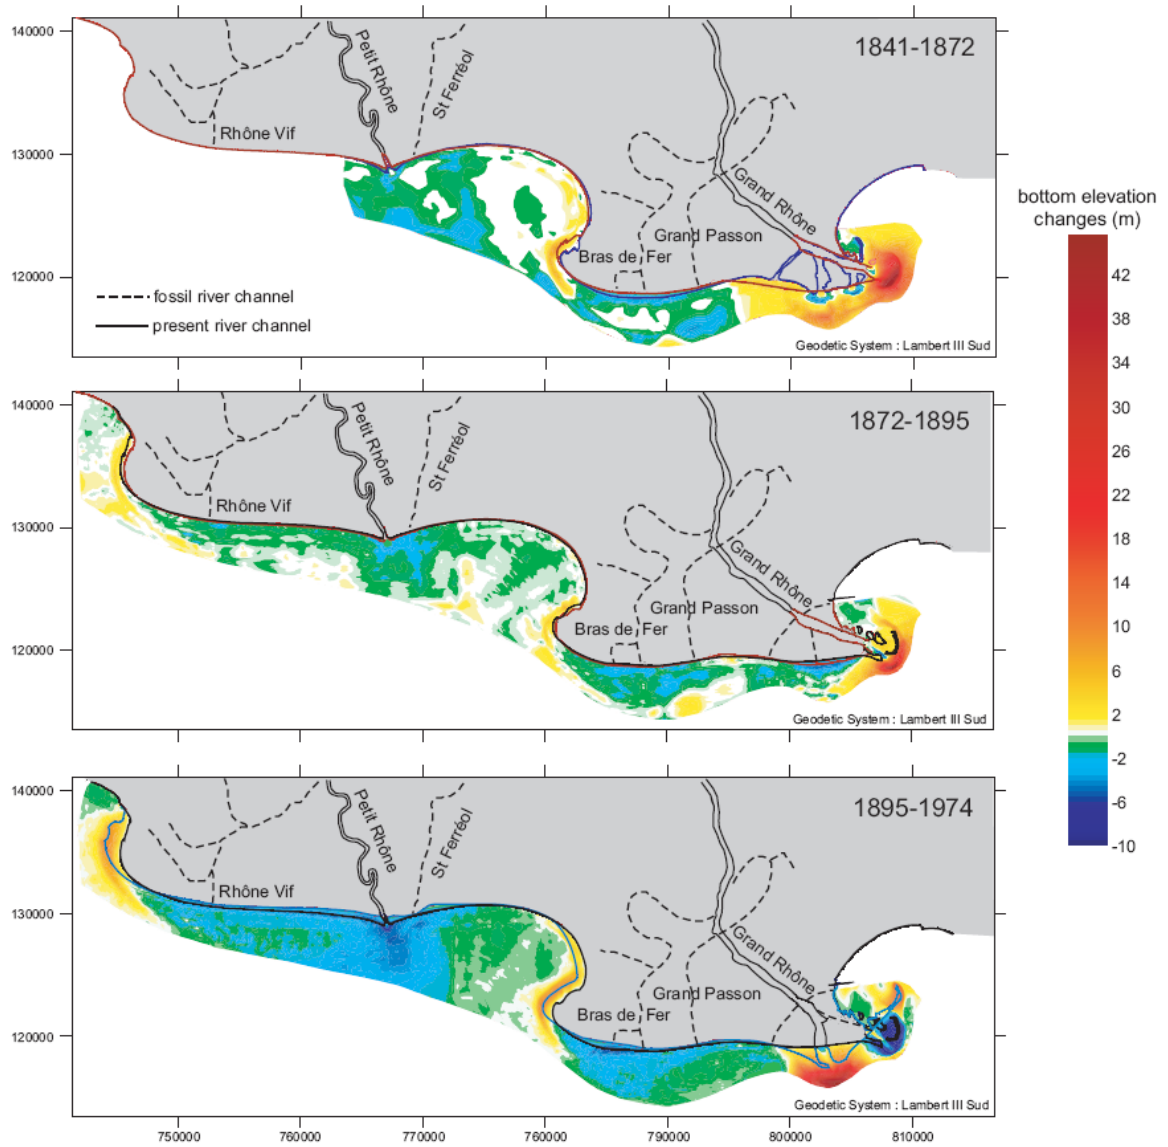 140000
130000
120000
1841-1872
Petit Rhône
St Ferréol
Rhône Vif
Grand Rhône
Grand Passon
Bras de Fer
fossil river channel
present river channel
Geodetic System : Lambert III Sud
bottom elevation
changes (m)
42
38
34
30
26
22
18
14
10
6
2
-2
-6
-10
140000
130000
120000
1872-1895
Petit Rhône
St Ferréol
Rhône Vif
Grand Rhône
Grand Passon
Bras de Fer
Geodetic System : Lambert III Sud
140000
130000
120000
1895-1974
Petit Rhône
St Ferréol
Rhône Vif
Grand Rhône
Grand Passon
Bras de Fer
Geodetic System : Lambert III Sud
750000 760000 770000 780000 790000 800000 810000